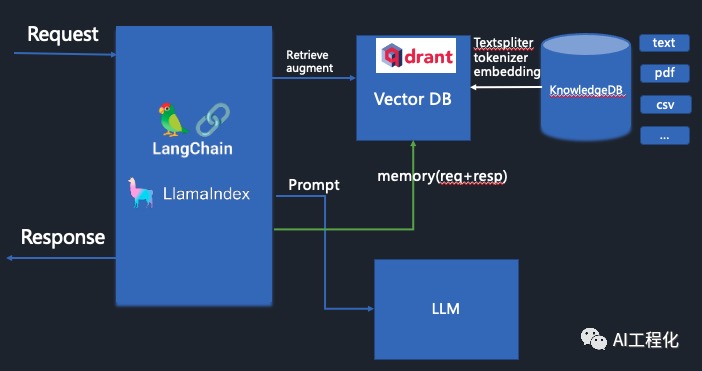 Request
Retrieve
augment
qdrant
Vector DB
Textspliter
tokenizer
embedding
KnowledgeDB
text
pdf
csv
...
LangChain
LlamaIndex
Prompt
memory(req+resp)
Response
LLM
AI工程化